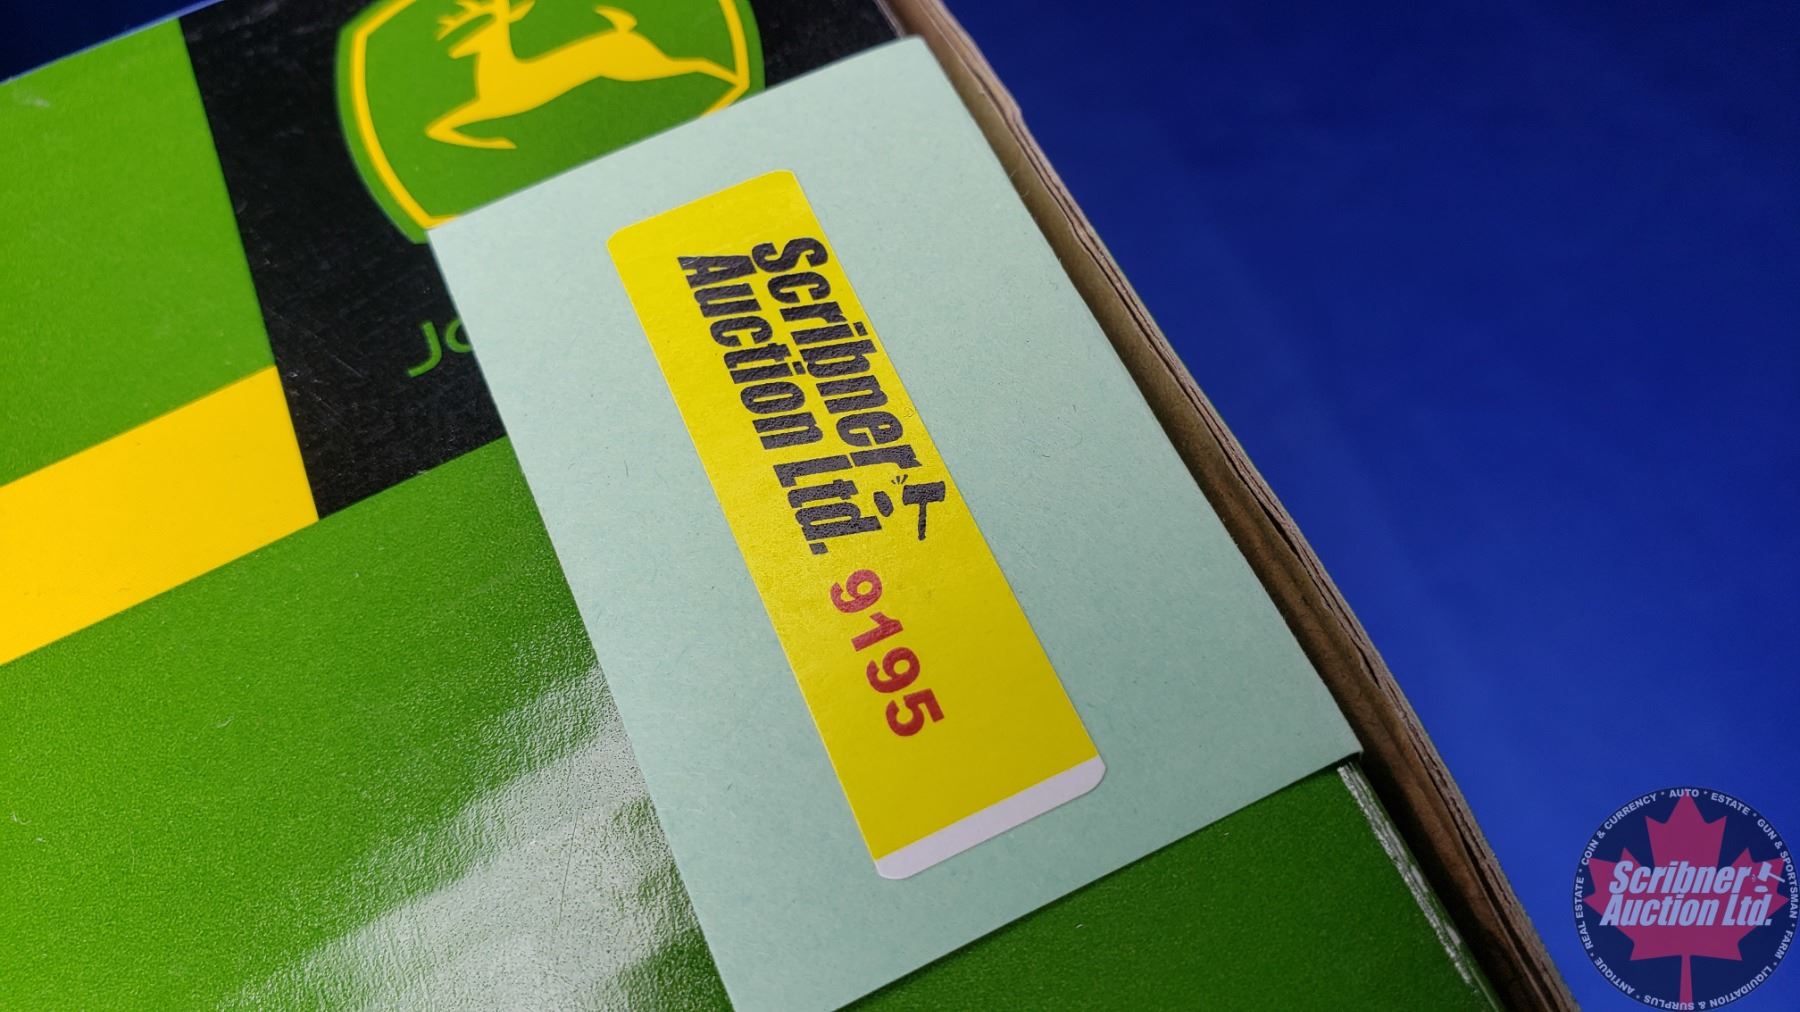 Jo
Scribner
Auction Ltd.
9195
COIN & CURRENCY * AUTO * ESTATE * GUN & SPORTSMAN * FARM * LIQUIDATION & SURPLUS * ANTIQUE * REAL ESTATE *
Scribner
Auction Ltd.